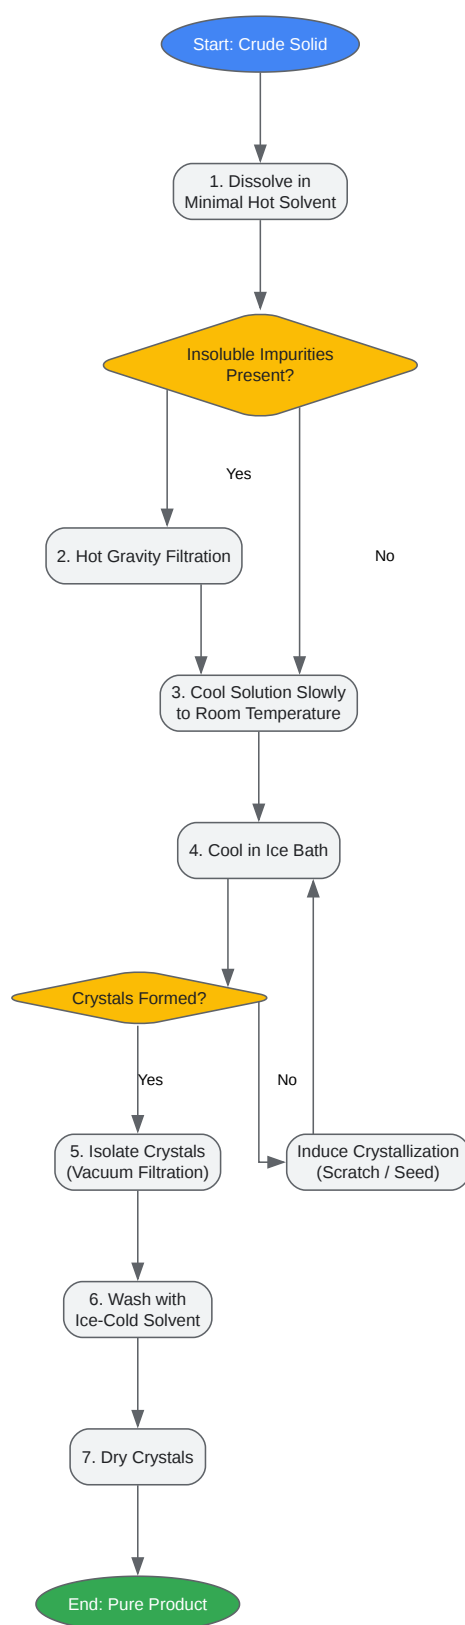 Start: Crude Solid
1. Dissolve in
Minimal Hot Solvent
Insoluble Impurities
Present?
Yes
No
2. Hot Gravity Filtration
3. Cool Solution Slowly
to Room Temperature
4. Cool in Ice Bath
Crystals Formed?
Yes
No
5. Isolate Crystals
(Vacuum Filtration)
Induce Crystallization
(Scratch / Seed)
6. Wash with
Ice-Cold Solvent
7. Dry Crystals
End: Pure Product